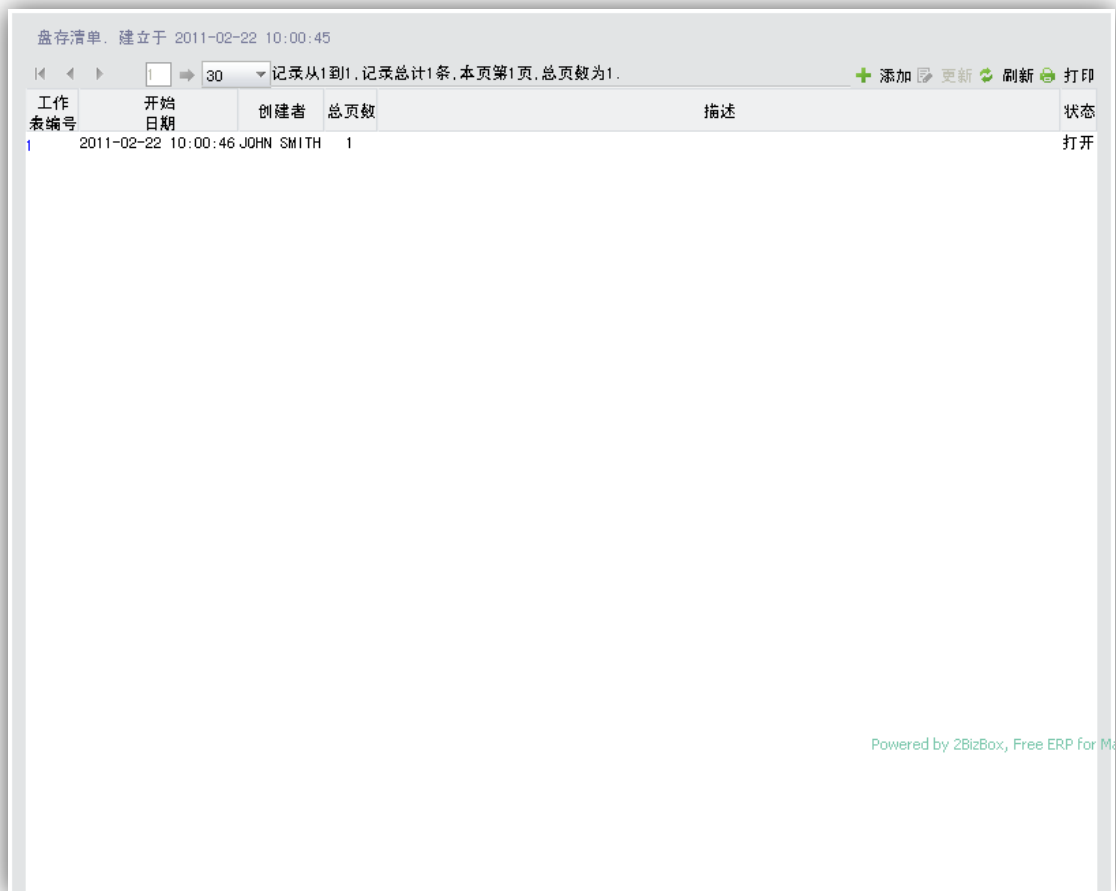 盘存清单. 建立于 2011-02-22 10:00:45
1 30 记录从1到1,记录总计1条,本页第1页,总页数为1. 添加 更新 刷新 打印
工作表编号 开始日期 创建者 总页数 描述 状态
1 2011-02-22 10:00:46 JOHN SMITH 1 打开
Powered by 2BizBox, Free ERP for Ma